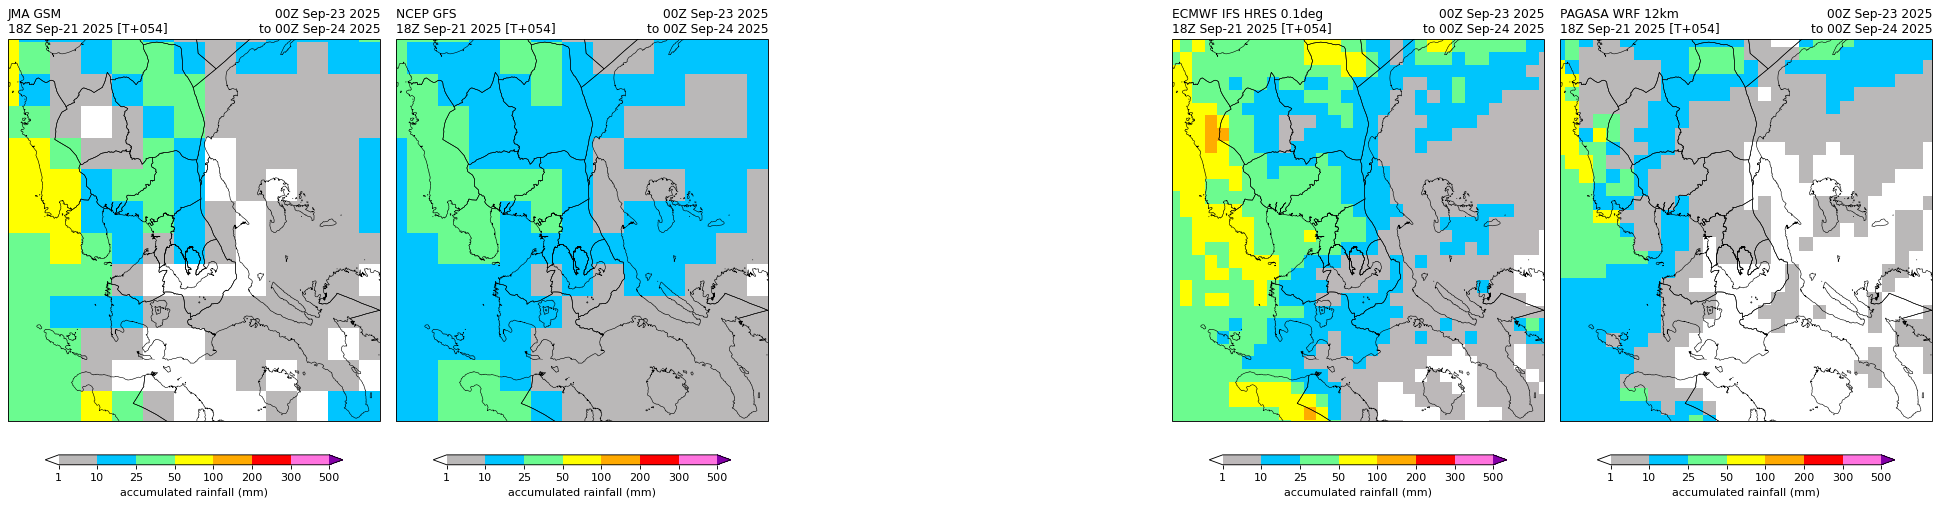 JMA GSM 00Z Sep-23 2025
18Z Sep-21 2025 [T+054] to 00Z Sep-24 2025
NCEP GFS 00Z Sep-23 2025
18Z Sep-21 2025 [T+054] to 00Z Sep-24 2025
ECMWF IFS HRES 0.1deg 00Z Sep-23 2025
18Z Sep-21 2025 [T+054] to 00Z Sep-24 2025
PAGASA WRF 12km 00Z Sep-23 2025
18Z Sep-21 2025 [T+054] to 00Z Sep-24 2025
1 10 25 50 100 200 300 500
accumulated rainfall (mm)
1 10 25 50 100 200 300 500
accumulated rainfall (mm)
1 10 25 50 100 200 300 500
accumulated rainfall (mm)
1 10 25 50 100 200 300 500
accumulated rainfall (mm)